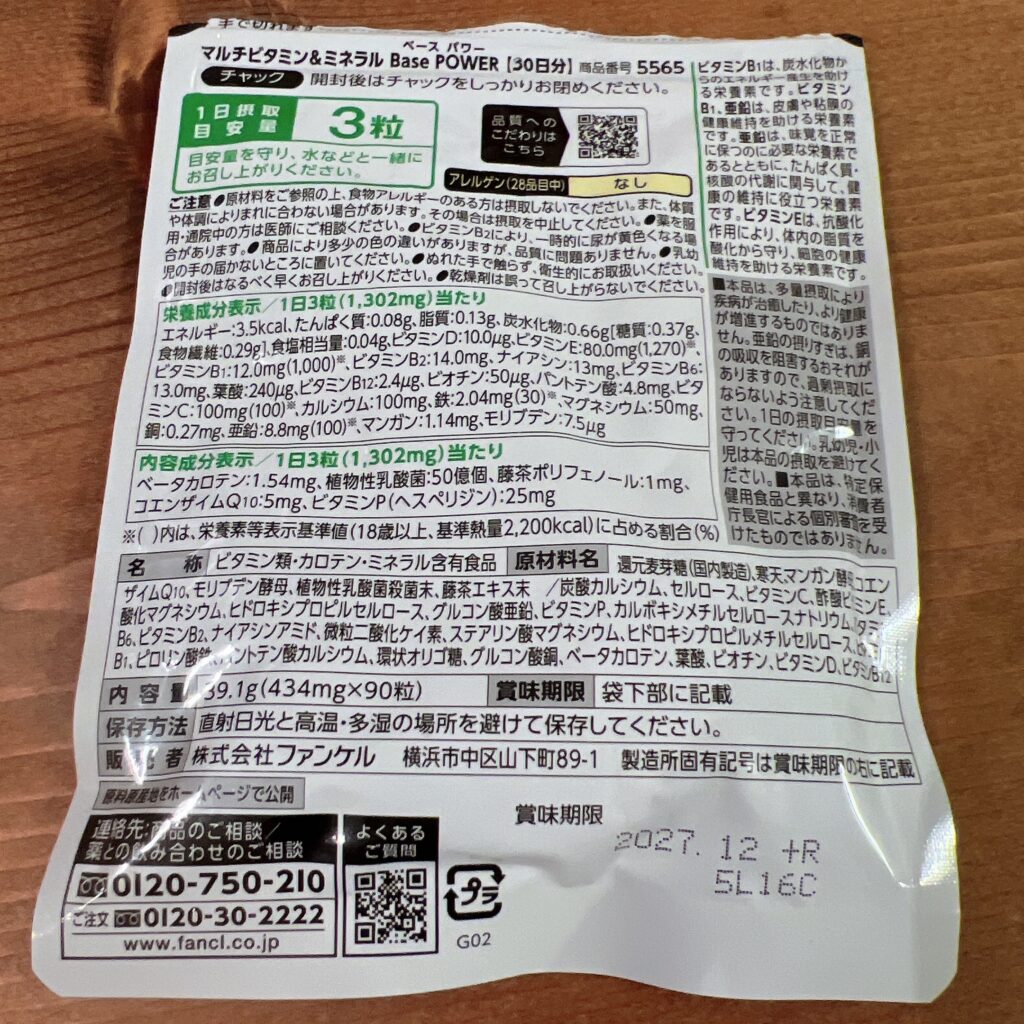 手で切れます
ベース パワー
マルチビタミン&ミネラル Base POWER【30日分】商品番号 5565
チャック 開封後はチャックをしっかりお閉めください。
1日摂取
目安量
3粒
目安量を守り、水などと一緒に
お召し上がりください。
品質への
こだわりは
こちら
アレルゲン(28品目中) なし
ご注意●原材料をご参照の上、食物アレルギーのある方は摂取しないでください。また、体質
や体調によりまれに合わない場合があります。その場合は摂取を中止してください。●薬を服
用・通院中の方は医師にご相談ください。●ビタミンB2により、一時的に尿が黄色くなる場
合があります。●商品により多少の色の違いがありますが、品質に問題ありません。●乳幼
児の手の届かないところに置いてください。●ぬれた手で触らず、衛生的にお取扱いください。
●開封後はなるべく早くお召し上がりください。●乾燥剤は誤って召し上がらないでください。
ビタミンB1は、炭水化物か
らのエネルギー産生を助け
る栄養素です。ビタミン
B1、亜鉛は、皮膚や粘膜の
健康維持を助ける栄養素
です。亜鉛は、味覚を正常
に保つのに必要な栄養素で
あるとともに、たんぱく質・
核酸の代謝に関与して、健
康の維持に役立つ栄養素
です。ビタミンEは、抗酸化
作用により、体内の脂質を
酸化から守り、細胞の健康
維持を助ける栄養素です。
■本品は、多量摂取により
疾病が治癒したり、より健康
が増進するものではありま
せん。亜鉛の摂りすぎは、銅
の吸収を阻害するおそれが
ありますので、過剰摂取に
ならないよう注意してくだ
さい。1日の摂取目安量を
守ってください。乳幼児・小
児は本品の摂取を避けてく
ださい。■本品は、特定保
健用食品と異なり、消費者
庁長官による個別審査を受
けたものではありません。
栄養成分表示/1日3粒(1,302mg)当たり
エネルギー:3.5kcal、たんぱく質:0.08g、脂質:0.13g、炭水化物:0.66g[糖質:0.37g、
食物繊維:0.29g]、食塩相当量:0.04g、ビタミンD:10.0μg、ビタミンE:80.0mg(1,270)※、
ビタミンB1:12.0mg(1,000)※、ビタミンB2:14.0mg、ナイアシン:13mg、ビタミンB6:
13.0mg、葉酸:240μg、ビタミンB12:2.4μg、ビオチン:50μg、パントテン酸:4.8mg、ビタ
ミンC:100mg(100)※、カルシウム:100mg、鉄:2.04mg(30)※、マグネシウム:50mg、
銅:0.27mg、亜鉛:8.8mg(100)※、マンガン:1.14mg、モリブデン:7.5μg
内容成分表示/1日3粒(1,302mg)当たり
ベータカロテン:1.54mg、植物性乳酸菌:50億個、藤茶ポリフェノール:1mg、
コエンザイムQ10:5mg、ビタミンP(ヘスペリジン):25mg
※( )内は、栄養素等表示基準値(18歳以上、基準熱量2,200kcal)に占める割合(%)
名 称 ビタミン類・カロテン・ミネラル含有食品 原材料名 還元麦芽糖(国内製造)、寒天、マンガン酵母、コエン
ザイムQ10、モリブデン酵母、植物性乳酸菌殺菌末、藤茶エキス末 /炭酸カルシウム、セルロース、ビタミンC、酢酸ビタミンE、
酸化マグネシウム、ヒドロキシプロピルセルロース、グルコン酸亜鉛、ビタミンP、カルボキシメチルセルロースナトリウム、ビタミン
B6、ビタミンB2、ナイアシンアミド、微粒二酸化ケイ素、ステアリン酸マグネシウム、ヒドロキシプロピルメチルセルロース、ビタミン
B1、ピロリン酸鉄、パントテン酸カルシウム、環状オリゴ糖、グルコン酸銅、ベータカロテン、葉酸、ビオチン、ビタミンD、ビタミンB12
内容量 39.1g(434mg×90粒) 賞味期限 袋下部に記載
保存方法 直射日光と高温・多湿の場所を避けて保存してください。
販売者 株式会社ファンケル 横浜市中区山下町89-1 製造所固有記号は賞味期限の右に記載
原料原産地をホームページで公開
賞味期限
2027.12 +R
5L16C
連絡先:商品のご相談/
薬との飲み合わせのご相談
0120-750-210
ご注文 0120-30-2222
www.fancl.co.jp
よくある
ご質問
プラ
G02